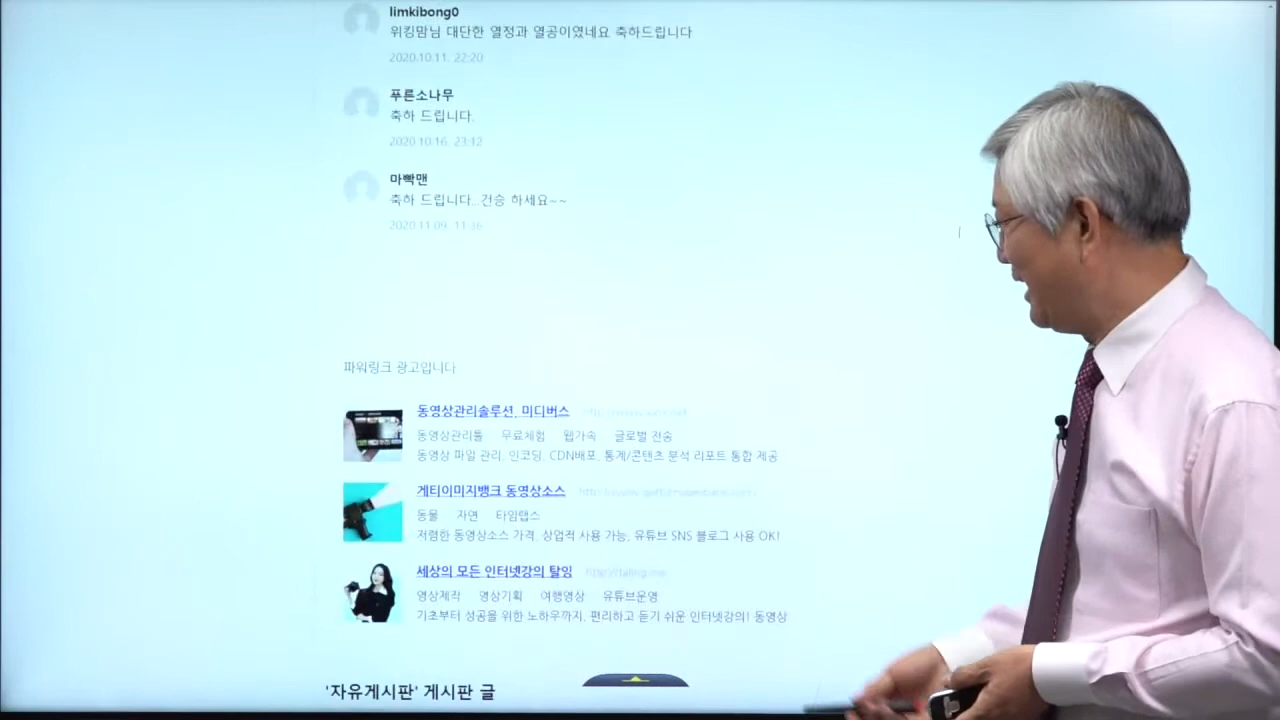 limkibong0
위킹맘님 대단한 열정과 열공이였네요 축하드립니다
2020.10.11. 22:20
푸른소나무
축하 드립니다.
2020.10.16. 23:12
마빡맨
축하 드립니다.. 건승 하세요~~
2020.11.09. 11:36
파워링크 광고입니다
동영상관리솔루션, 미디버스
동영상관리툴 무료체험 웹가속 글로벌 전송
동영상 파일 관리, 인코딩, CDN배포, 통계/콘텐츠 분석 리포트 통합 제공
게티이미지뱅크 동영상소스
동물 자연 타임랩스
저렴한 동영상소스 가격, 상업적 사용 가능, 유튜브 SNS 블로그 사용 OK!
세상의 모든 인터넷강의 탈잉 http://taling.me
영상제작 영상기획 여행영상 유튜브운영
기초부터 성공을 위한 노하우까지, 편리하고 듣기 쉬운 인터넷강의! 동영상
'자유게시판' 게시판 글